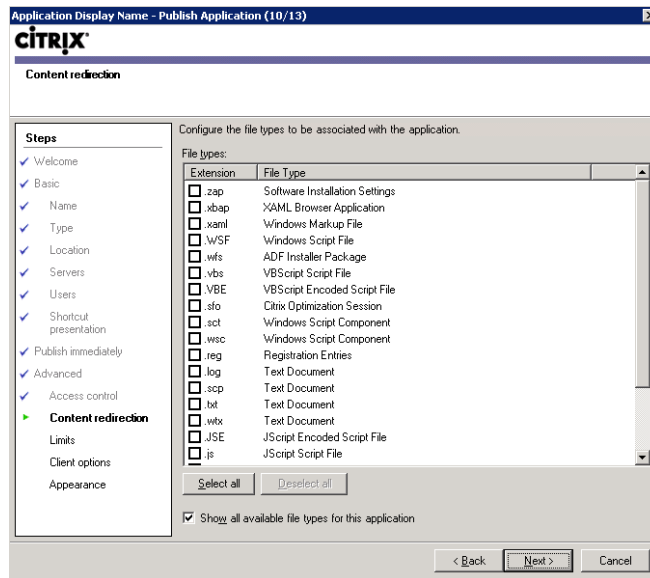 Application Display Name - Publish Application (10/13)
CİTRIX
Content redirection
Steps
Welcome
Basic
Name
Type
Location
Servers
Users
Shortcut
presentation
Publish immediately
Advanced
Access control
Content redirection
Limits
Client options
Appearance
Configure the file types to be associated with the application.
File types:
Extension File Type
.zap Software Installation Settings
.xbap XAML Browser Application
.xaml Windows Markup File
.WSF Windows Script File
.wfs ADF Installer Package
.vbs VBScript Script File
.VBE VBScript Encoded Script File
.sfo Citrix Optimization Session
.sct Windows Script Component
.wsc Windows Script Component
.reg Registration Entries
.log Text Document
.scp Text Document
.txt Text Document
.wtx Text Document
.JSE JScript Encoded Script File
.js JScript Script File
Select all Deselect all
Show all available file types for this application
< Back Next > Cancel